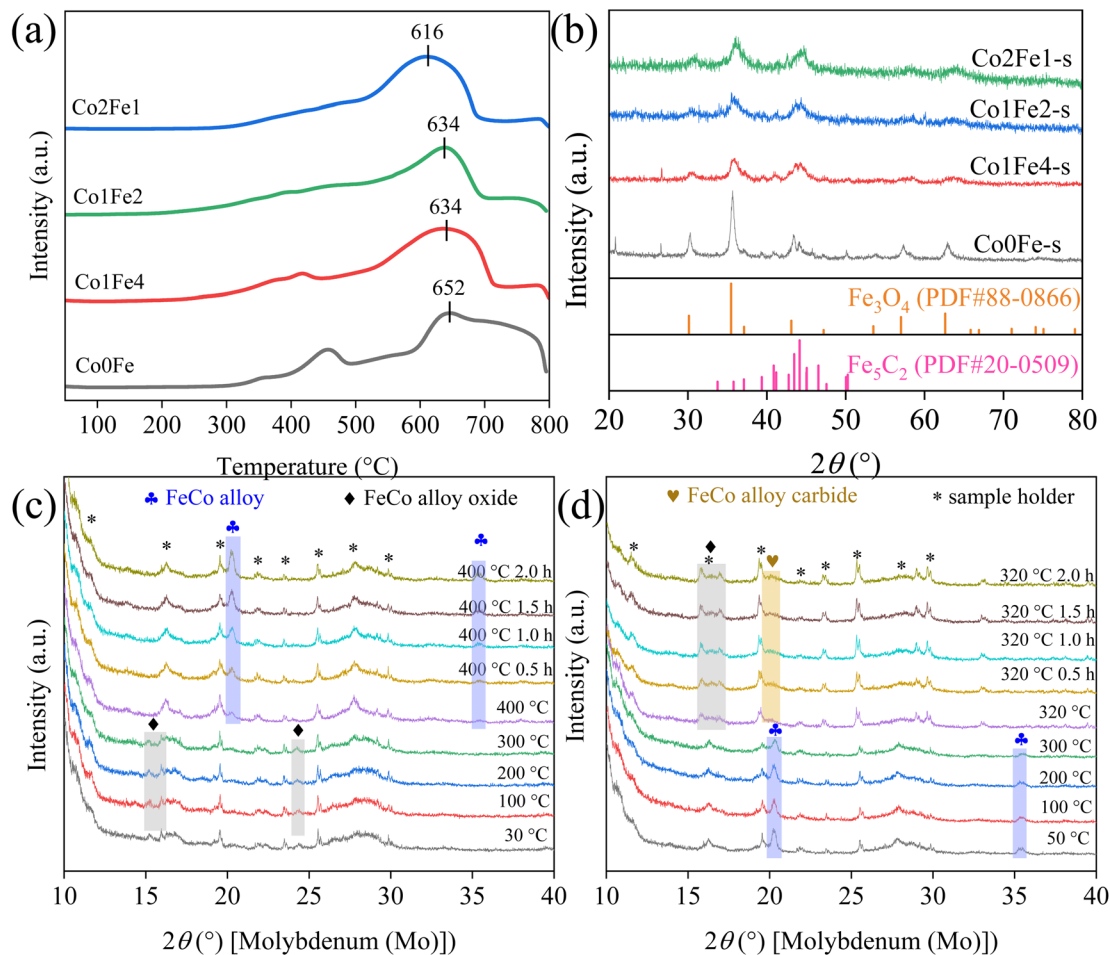 (a)
616
Co2Fe1
634
Co1Fe2
634
Co1Fe4
652
Co0Fe
Intensity (a.u.)
100 200 300 400 500 600 700 800
Temperature (°C)
(b)
Co2Fe1-s
Co1Fe2-s
Co1Fe4-s
Co0Fe-s
Fe₃O₄ (PDF#88-0866)
Fe₅C₂ (PDF#20-0509)
Intensity (a.u.)
20 30 40 50 60 70 80
2θ (°)
(c)
♣ FeCo alloy ♦ FeCo alloy oxide
400 °C 2.0 h
400 °C 1.5 h
400 °C 1.0 h
400 °C 0.5 h
400 °C
300 °C
200 °C
100 °C
30 °C
Intensity (a.u.)
10 15 20 25 30 35 40
2θ (°) [Molybdenum (Mo)])
(d)
♥ FeCo alloy carbide * sample holder
320 °C 2.0 h
320 °C 1.5 h
320 °C 1.0 h
320 °C 0.5 h
320 °C
300 °C
200 °C
100 °C
50 °C
Intensity (a.u.)
10 15 20 25 30 35 40
2θ (°) [Molybdenum (Mo)])